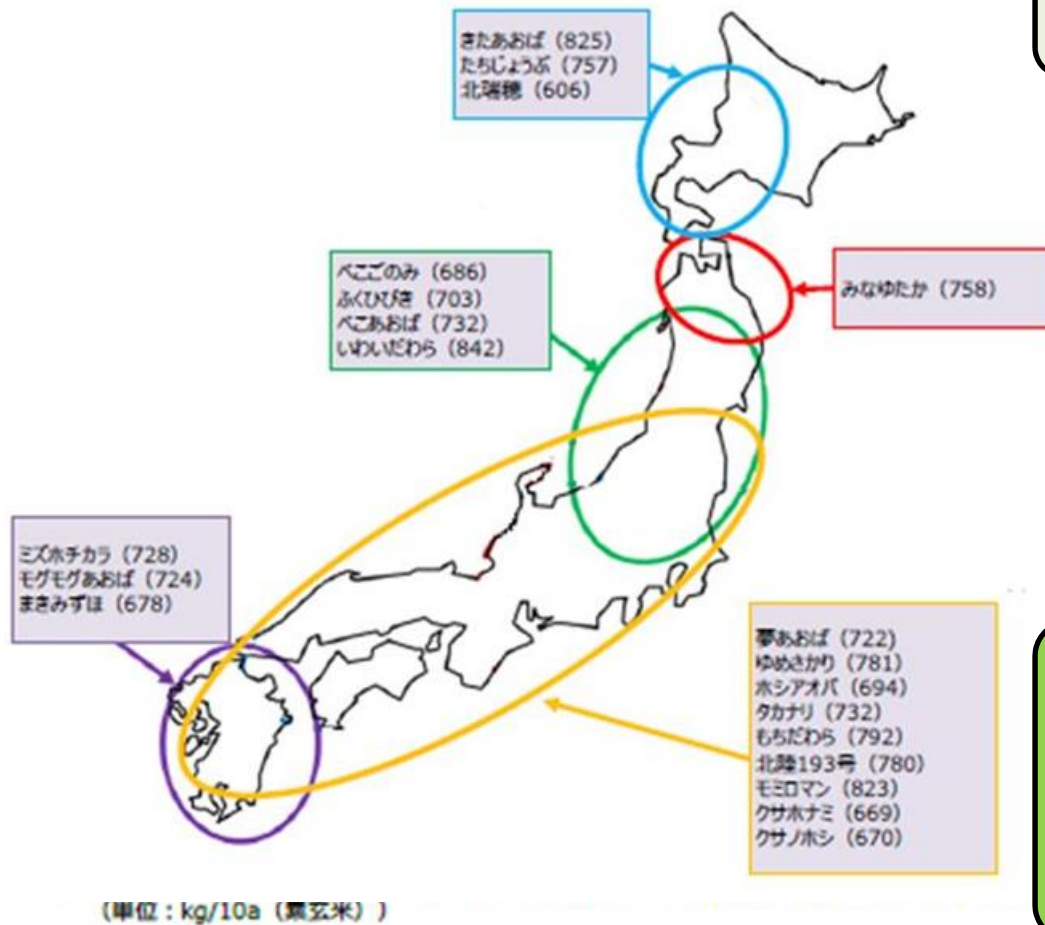 きたあおば（825）
たちじょうぶ（757）
北瑞穂（606）
べこごのみ（686）
ふくひびき（703）
べこあおば（732）
いわいだわら（842）
みなゆたか（758）
ミズホチカラ（728）
モグモグあおば（724）
まきみずほ（678）
夢あおば（722）
ゆめさかり（781）
ホシアオバ（694）
タカナリ（732）
もちだわら（792）
北陸193号（780）
モミロマン（823）
クサホナミ（669）
クサノホシ（670）
（単位：kg/10a（粗玄米））